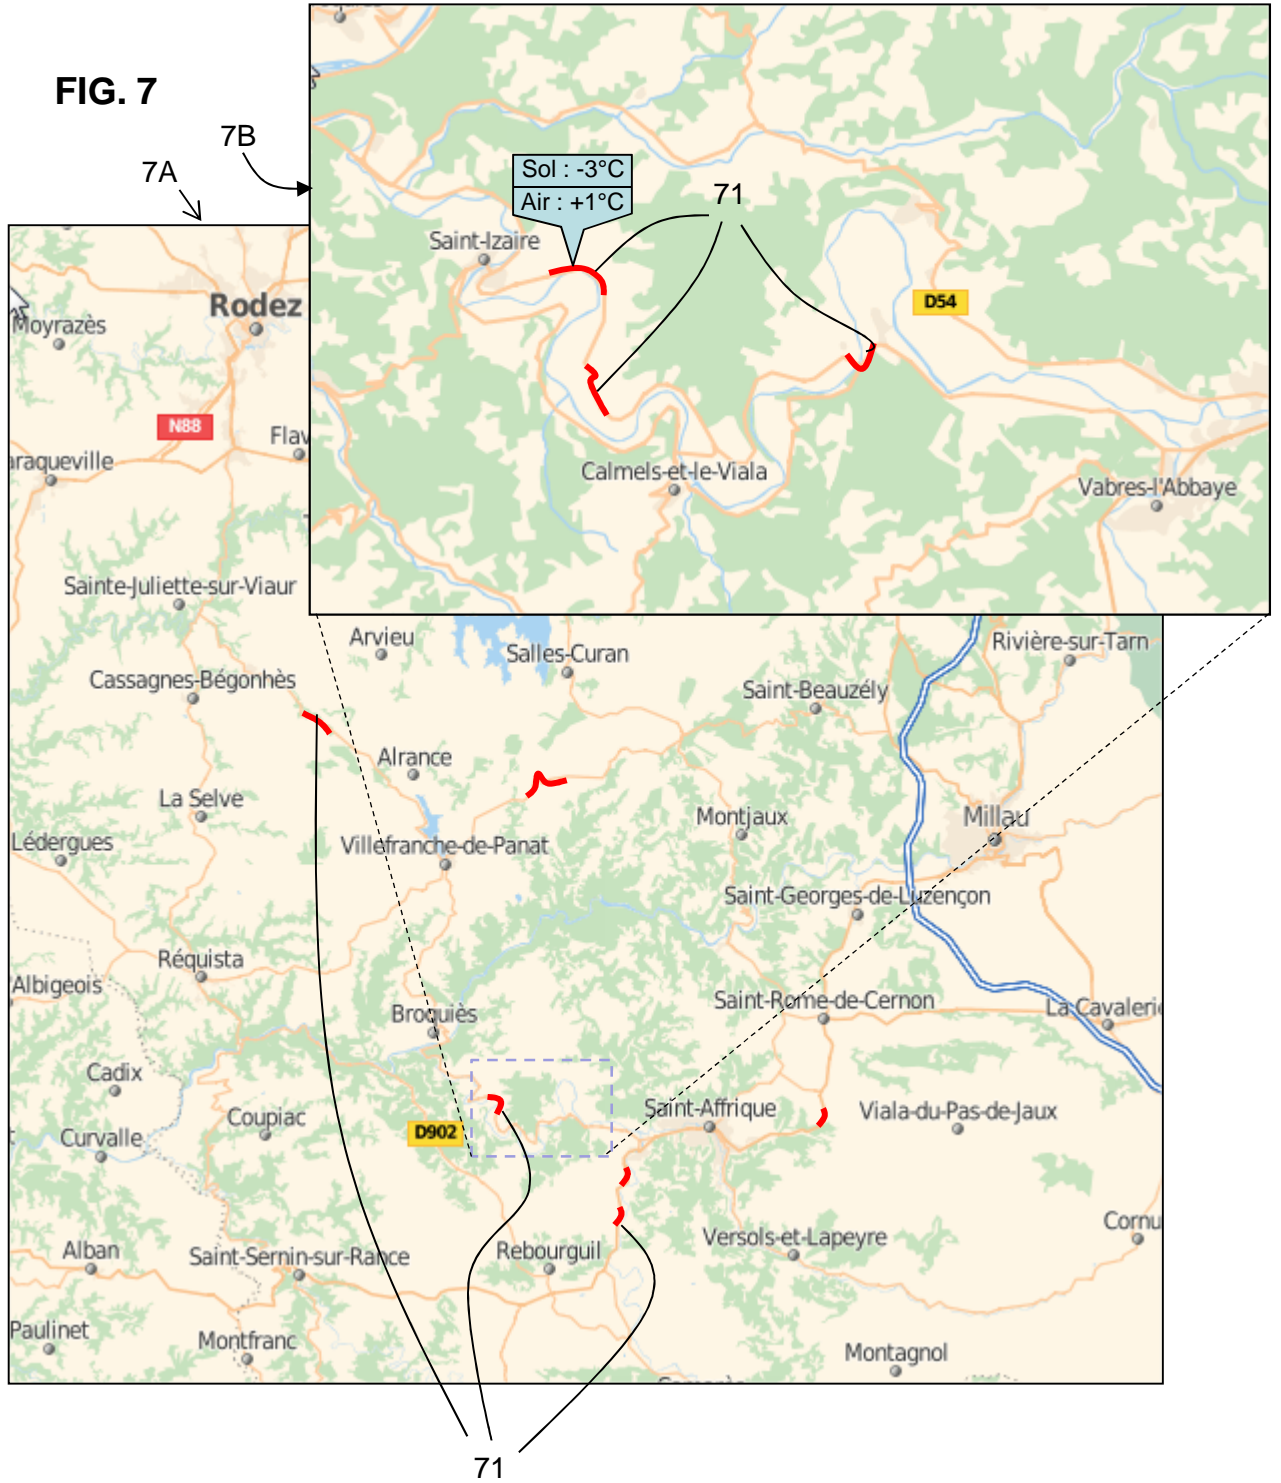 FIG. 7
7B
7A
Sol : -3°C
Air : +1°C
71
Saint-Izaire
D54
Calmels-et-le-Viala
Vabres-l'Abbaye
Rodez
Moyrazès
N88
Flav
araqueville
Sainte-Juliette-sur-Viaur
Arvieu
Salles-Curan
Rivière-sur-Tarn
Cassagnes-Bégonhès
Saint-Beauzély
Alrance
La Selve
Montjaux
Millau
Lédergues
Villefranche-de-Panat
Saint-Georges-de-Luzençon
Réquista
Albigeois
Saint-Rome-de-Cernon
La Cavalerie
Broquiès
Cadix
Coupiac
Saint-Affrique
Viala-du-Pas-de-Jaux
D902
Curvalle
Cornu
Alban
Saint-Sernin-sur-Rance
Rebourguil
Versols-et-Lapeyre
Paulinet
Montfranc
Montagnol
71